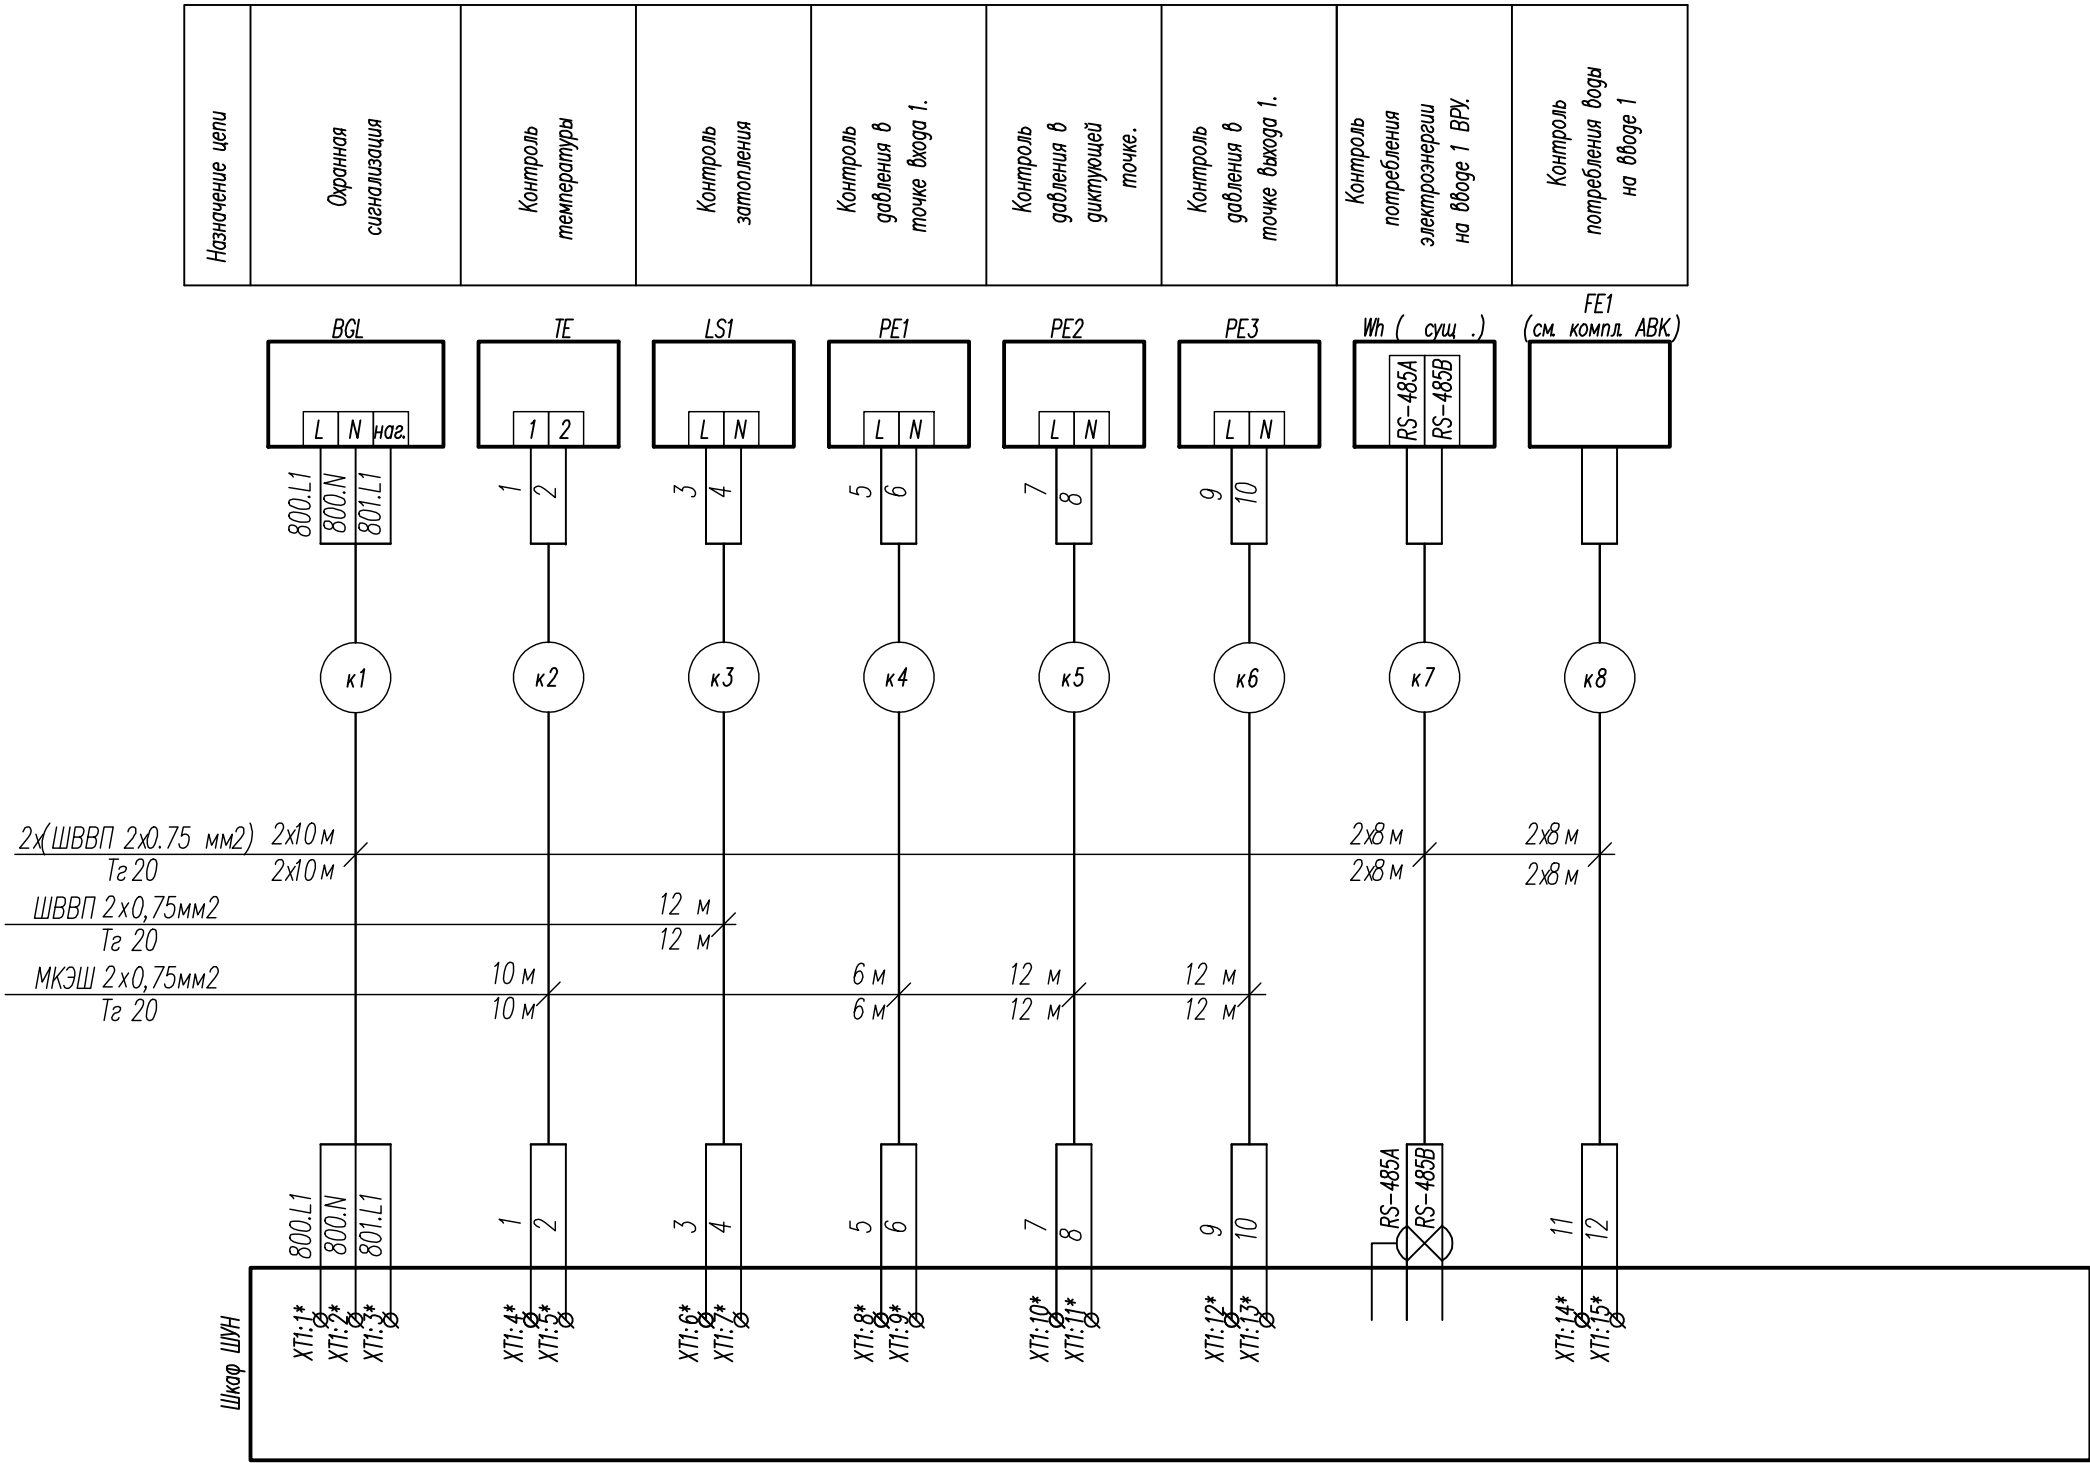 Назначение цепи
Охранная
сигнализация
Контроль
температуры
Контроль
затопления
Контроль
давления в
точке входа 1.
Контроль
давления в
диктующей
точке.
Контроль
давления в
точке выхода 1.
Контроль
потребления
электроэнергии
на вводе 1 ВРУ.
Контроль
потребления воды
на вводе 1
BGL
TE
LS1
PE1
PE2
PE3
Wh ( сущ .)
FE1
(см. компл. АВК.)
L N наг.
1 2
L N
L N
L N
L N
RS-485A
RS-485B
800.L1
800.N
801.L1
1
2
3
4
5
6
7
8
9
10
к1
к2
к3
к4
к5
к6
к7
к8
2х(ШВВП 2х0.75 мм2) 2х10 м 2х8 м 2х8 м
Тг 20 2х10 м 2х8 м 2х8 м
ШВВП 2х0,75мм2 12 м
Тг 20 12 м
МКЭШ 2х0,75мм2 10 м 6 м 12 м 12 м
Тг 20 10 м 6 м 12 м 12 м
800.L1
800.N
801.L1
1
2
3
4
5
6
7
8
9
10
RS-485A
RS-485B
11
12
Шкаф ШУН
XT1:1*
XT1:2*
XT1:3*
XT1:4*
XT1:5*
XT1:6*
XT1:7*
XT1:8*
XT1:9*
XT1:10*
XT1:11*
XT1:12*
XT1:13*
XT1:14*
XT1:15*